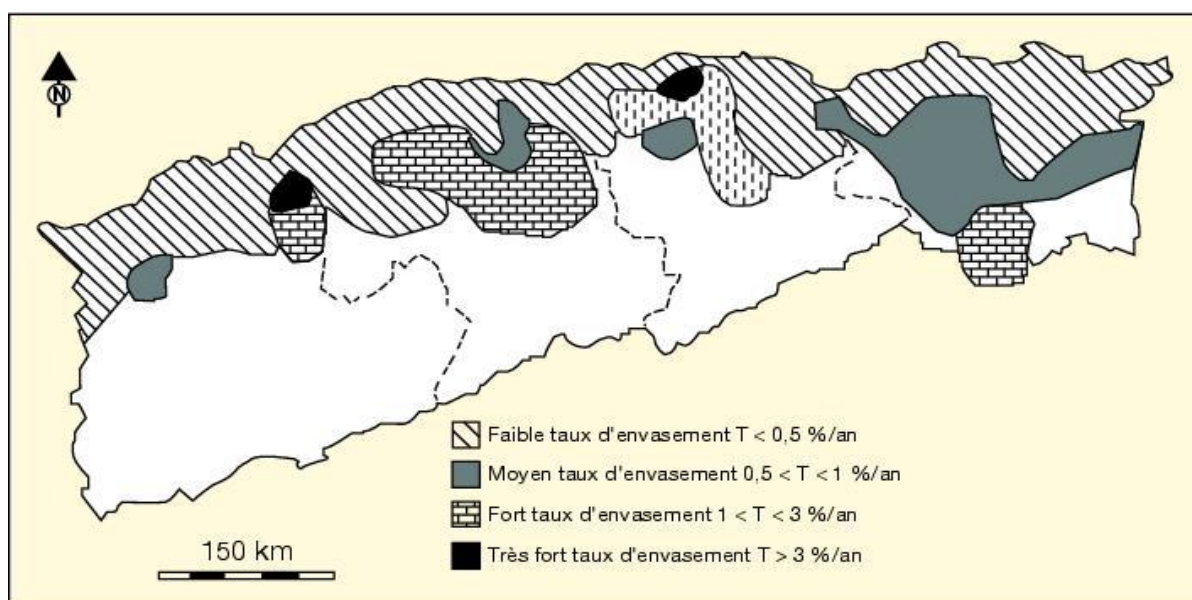 N
Faible taux d'envasement T < 0,5 %/an
Moyen taux d'envasement 0,5 < T < 1 %/an
Fort taux d'envasement 1 < T < 3 %/an
Très fort taux d'envasement T > 3 %/an
150 km